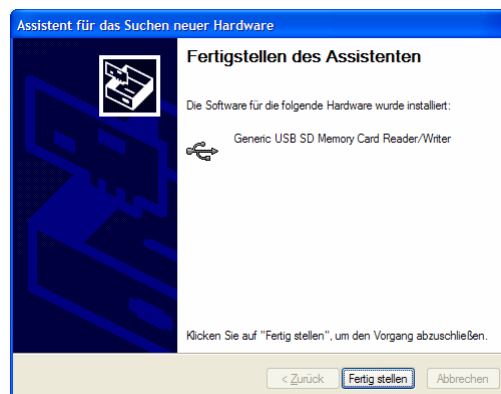 Assistent für das Suchen neuer Hardware
Fertigstellen des Assistenten
Die Software für die folgende Hardware wurde installiert:
Generic USB SD Memory Card Reader/Writer
Klicken Sie auf "Fertig stellen", um den Vorgang abzuschließen.
< Zurück Fertig stellen Abbrechen